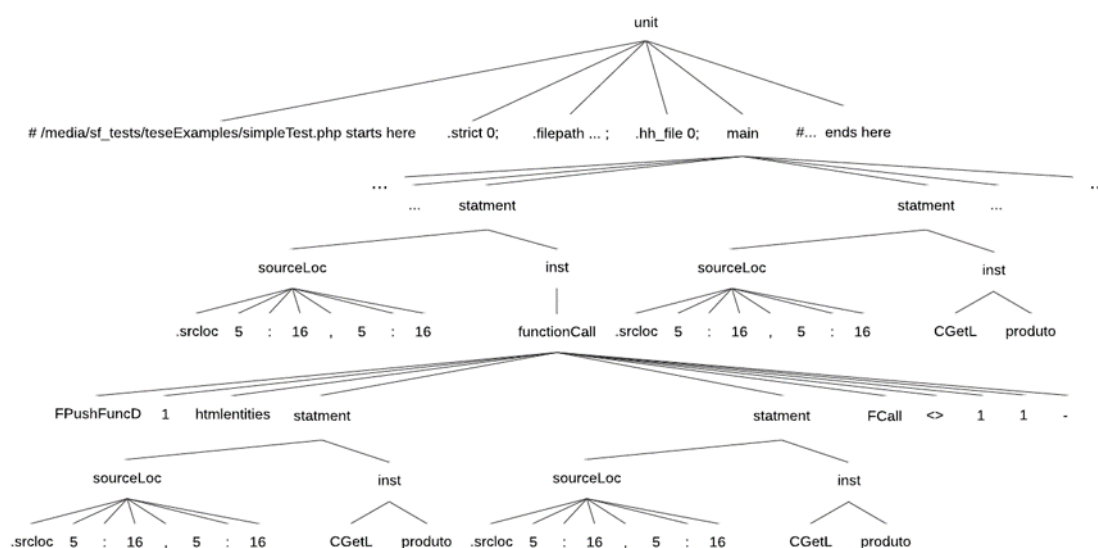 unit
# /media/sf_tests/teseExamples/simpleTest.php starts here .strict 0; .filepath ... ; .hh_file 0; main #... ends here
... ... statment statment ... ..
sourceLoc inst sourceLoc inst
.srcloc 5 : 16 , 5 : 16 functionCall .srcloc 5 : 16 , 5 : 16 CGetL produto
FPushFuncD 1 htmlentities statment statment FCall <> 1 1 -
sourceLoc inst sourceLoc inst
.srcloc 5 : 16 , 5 : 16 CGetL produto .srcloc 5 : 16 , 5 : 16 CGetL produto